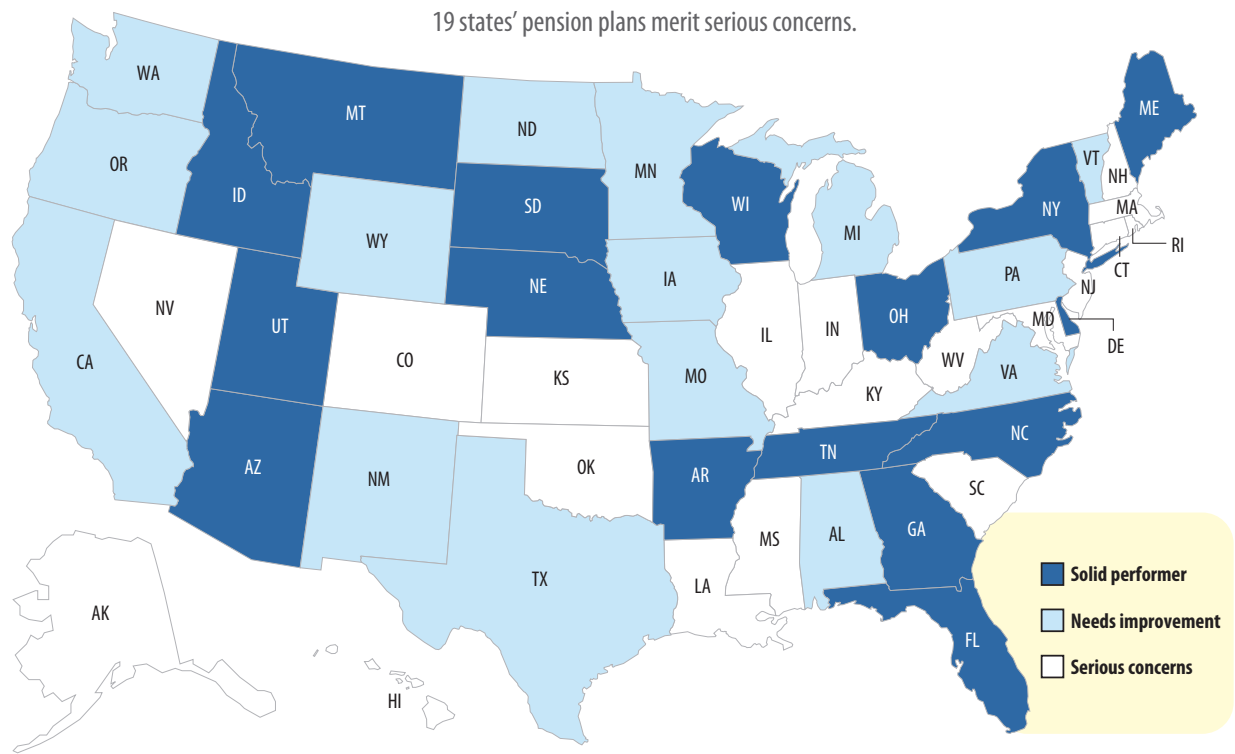 19 states’ pension plans merit serious concerns.
WA
MT
ME
ND
VT
OR
MN
NH
ID
WI
NY
MA
SD
MI
RI
WY
CT
IA
PA
NE
NJ
NV
OH
MD
UT
IL
IN
DE
CA
CO
WV
KS
MO
VA
KY
NC
AZ
TN
OK
NM
AR
SC
GA
MS
AL
TX
LA
Solid performer
AK
Needs improvement
FL
Serious concerns
HI